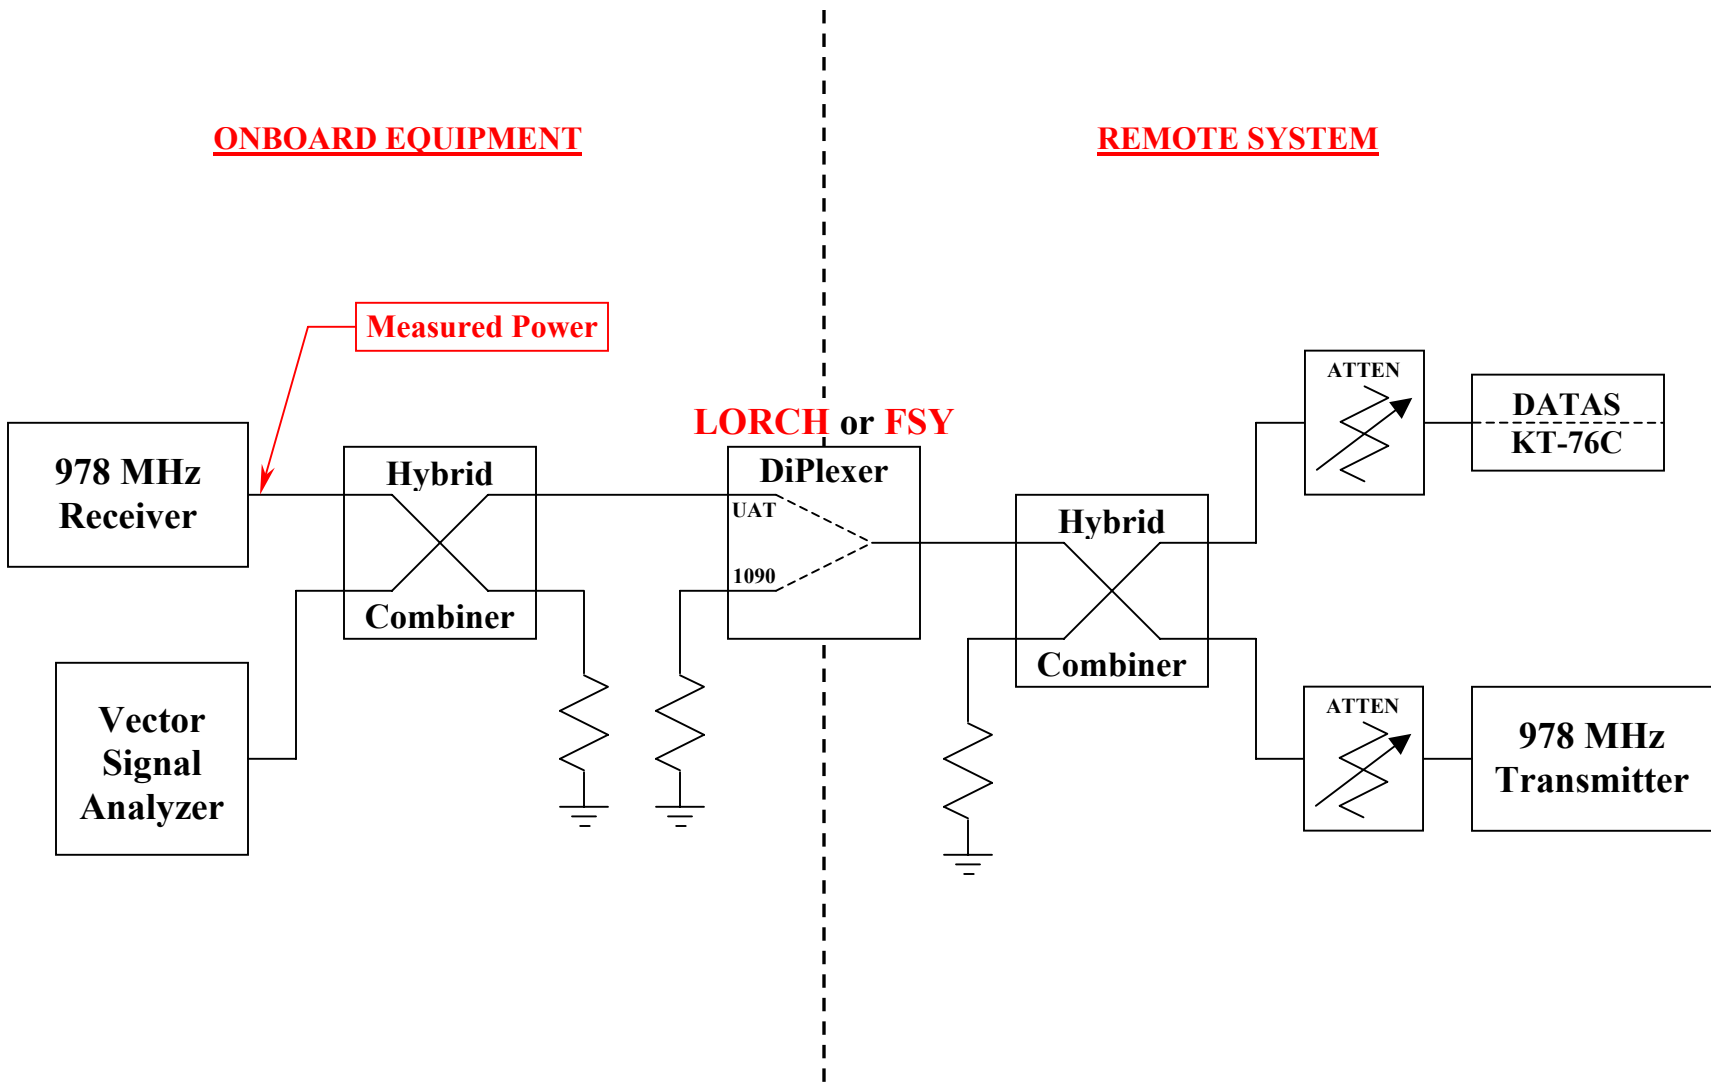 ONBOARD EQUIPMENT
REMOTE SYSTEM
Measured Power
LORCH or FSY
978 MHz
Receiver
Hybrid
Combiner
DiPlexer
UAT
1090
Hybrid
Combiner
ATTEN
DATAS
KT-76C
Vector
Signal
Analyzer
ATTEN
978 MHz
Transmitter